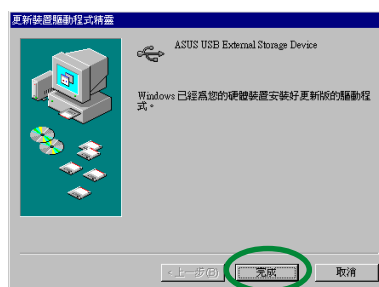 更新裝置驅動程式精靈
ASUS USB External Storage Device
Windows 已經為您的硬體裝置安裝好更新版的驅動程
式。
<上一步(B)
完成
取消